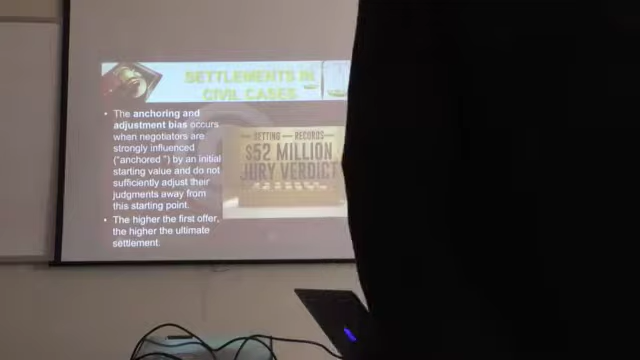 SETTLEMENTS IN
CIVIL CASES
• The anchoring and
adjustment bias occurs
when negotiators are
strongly influenced
("anchored ") by an initial
starting value and do not
sufficiently adjust their
judgments away from
this starting point.
• The higher the first offer,
the higher the ultimate
settlement.
SETTING RECORDS
$52 MILLION
JURY VERDICT